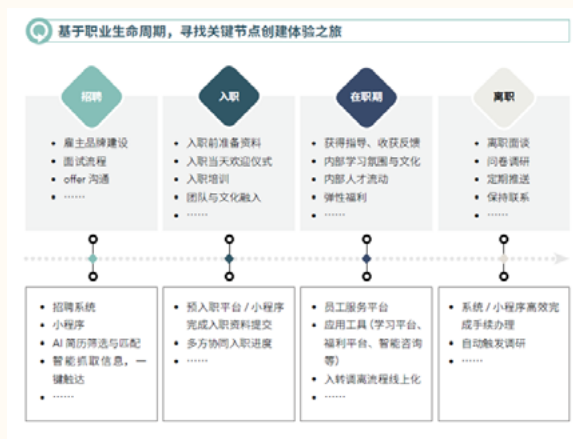 基于职业生命周期，寻找关键节点创建体验之旅
招聘
• 雇主品牌建设
• 面试流程
• offer 沟通
• ……
入职
• 入职前准备资料
• 入职当天欢迎仪式
• 入职培训
• 团队与文化融入
• ……
在职期
• 获得指导、收获反馈
• 内部学习氛围与文化
• 内部人才流动
• 弹性福利
• ……
离职
• 离职面谈
• 问卷调研
• 定期推送
• 保持联系
• ……
• 招聘系统
• 小程序
• AI 简历筛选与匹配
• 智能抓取信息，一
键触达
• ……
• 预入职平台 / 小程序
完成入职资料提交
• 多方协同入职进度
• ……
• 员工服务平台
• 应用工具（学习平台、
福利平台、智能咨询
等）
• 入转调离流程线上化
• ……
• 系统 / 小程序高效完
成手续办理
• 自动触发调研
• ……